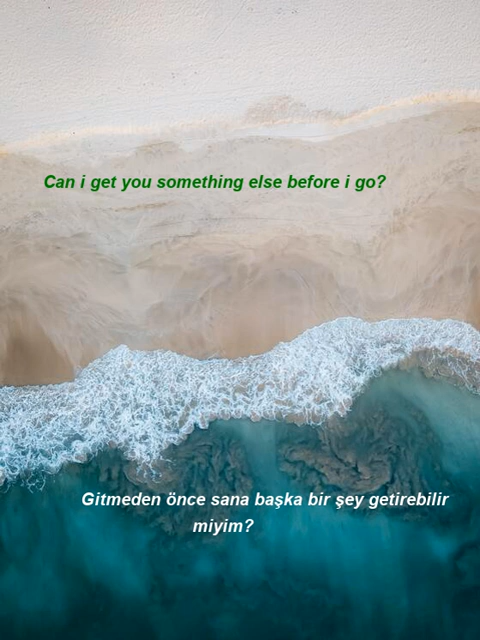 Can i get you something else before i go?
Gitmeden önce sana başka bir şey getirebilir
miyim?